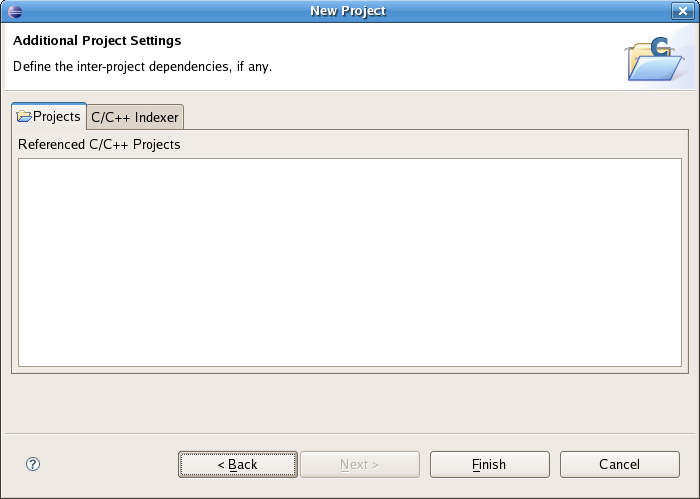 New Project
Additional Project Settings
Define the inter-project dependencies, if any.
Projects
C/C++ Indexer
Referenced C/C++ Projects
?
< Back
Next >
Finish
Cancel